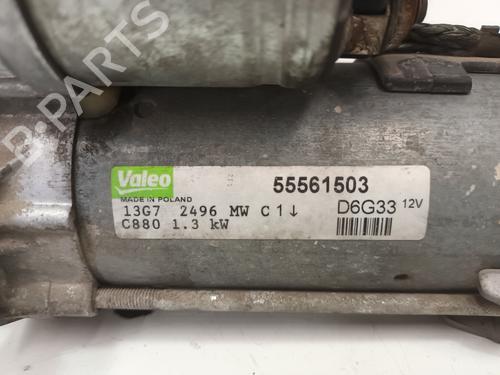 B-PARTS
Valeo
MADE IN POLAND
55561503
13G7 2496 MW C1↓
D6G33 12V
C880 1.3 kW